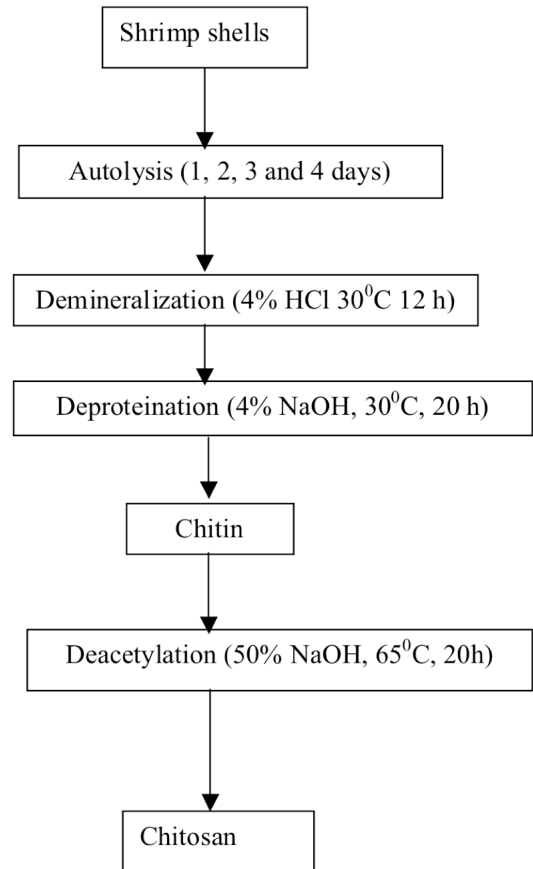 Shrimp shells
Autolysis (1, 2, 3 and 4 days)
Demineralization (4% HCl 30⁰C 12 h)
Deproteination (4% NaOH, 30⁰C, 20 h)
Chitin
Deacetylation (50% NaOH, 65⁰C, 20h)
Chitosan